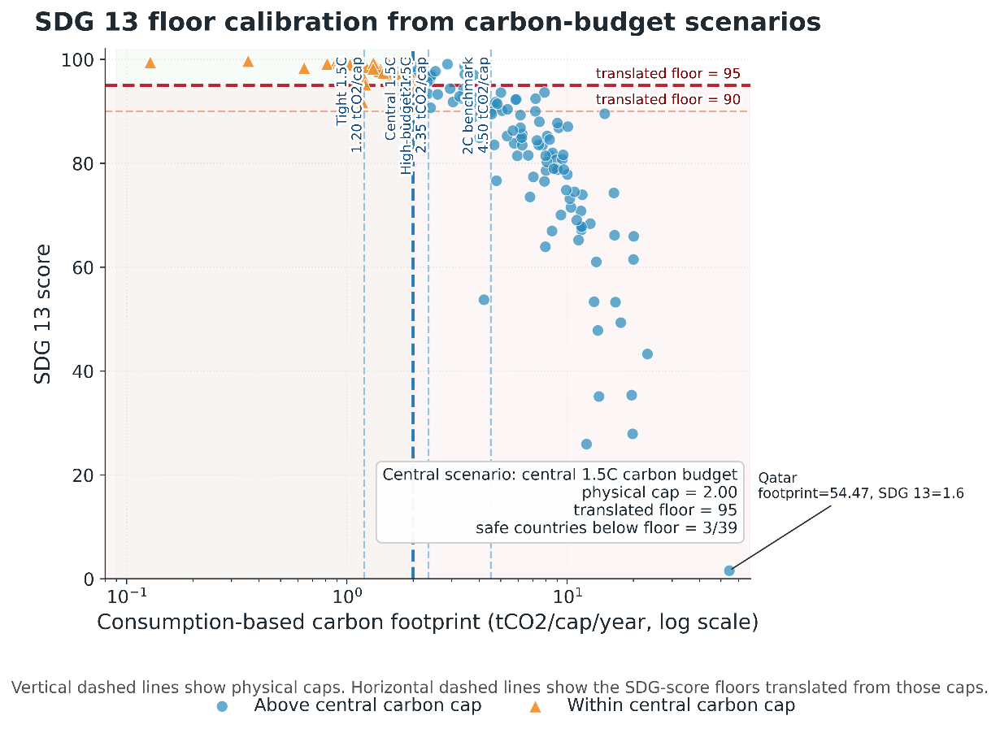 SDG 13 floor calibration from carbon-budget scenarios
SDG 13 score
100
80
60
40
20
0
Tight 1.5C
1.20 tCO2/cap
Central 1.5C
High-budget 1.5C
2.35 tCO2/cap
2C benchmark
4.50 tCO2/cap
translated floor = 95
translated floor = 90
Central scenario: central 1.5C carbon budget
physical cap = 2.00
translated floor = 95
safe countries below floor = 3/39
Qatar
footprint=54.47, SDG 13=1.6
10⁻¹
10⁰
10¹
Consumption-based carbon footprint (tCO2/cap/year, log scale)
Vertical dashed lines show physical caps. Horizontal dashed lines show the SDG-score floors translated from those caps.
Above central carbon cap
Within central carbon cap